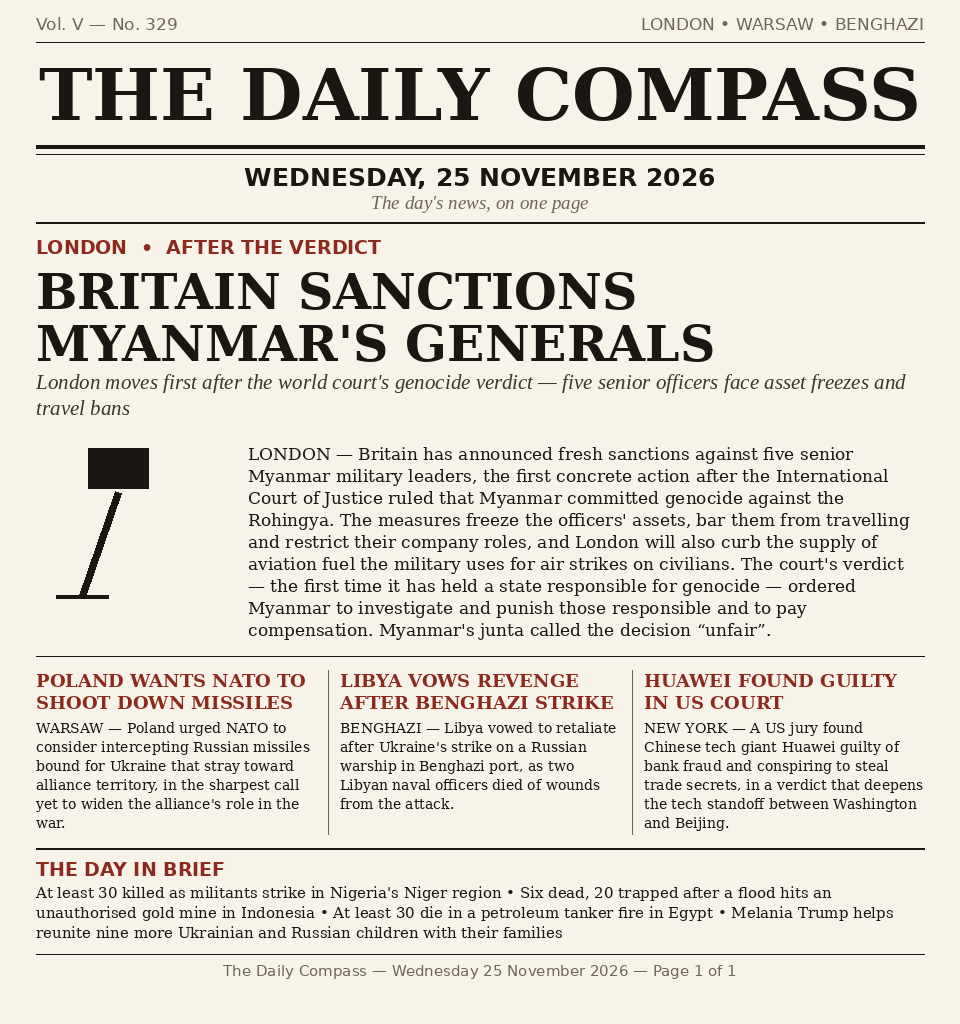 Vol. V — No. 329
LONDON • WARSAW • BENGHAZI
THE DAILY COMPASS
WEDNESDAY, 25 NOVEMBER 2026
The day's news, on one page
LONDON • AFTER THE VERDICT
BRITAIN SANCTIONS
MYANMAR'S GENERALS
London moves first after the world court's genocide verdict — five senior officers face asset freezes and
travel bans
LONDON — Britain has announced fresh sanctions against five senior
Myanmar military leaders, the first concrete action after the International
Court of Justice ruled that Myanmar committed genocide against the
Rohingya. The measures freeze the officers' assets, bar them from travelling
and restrict their company roles, and London will also curb the supply of
aviation fuel the military uses for air strikes on civilians. The court's verdict
— the first time it has held a state responsible for genocide — ordered
Myanmar to investigate and punish those responsible and to pay
compensation. Myanmar's junta called the decision “unfair”.
POLAND WANTS NATO TO
SHOOT DOWN MISSILES
WARSAW — Poland urged NATO to
consider intercepting Russian missiles
bound for Ukraine that stray toward
alliance territory, in the sharpest call
yet to widen the alliance's role in the
war.
LIBYA VOWS REVENGE
AFTER BENGHAZI STRIKE
BENGHAZI — Libya vowed to retaliate
after Ukraine's strike on a Russian
warship in Benghazi port, as two
Libyan naval officers died of wounds
from the attack.
HUAWEI FOUND GUILTY
IN US COURT
NEW YORK — A US jury found
Chinese tech giant Huawei guilty of
bank fraud and conspiring to steal
trade secrets, in a verdict that deepens
the tech standoff between Washington
and Beijing.
THE DAY IN BRIEF
At least 30 killed as militants strike in Nigeria's Niger region • Six dead, 20 trapped after a flood hits an
unauthorised gold mine in Indonesia • At least 30 die in a petroleum tanker fire in Egypt • Melania Trump helps
reunite nine more Ukrainian and Russian children with their families
The Daily Compass — Wednesday 25 November 2026 — Page 1 of 1